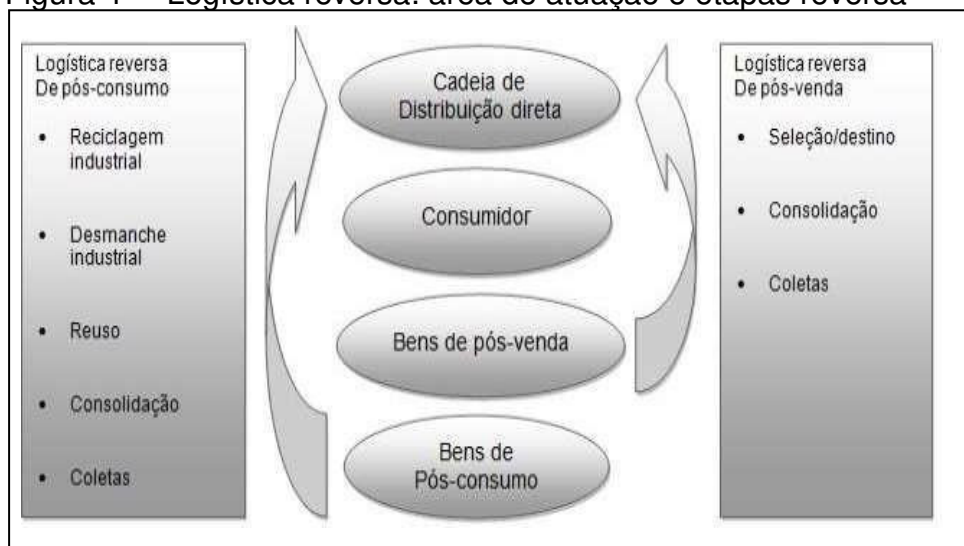 Logística reversa: área de atuação e etapas reversa
Logística reversa
De pós-consumo
• Reciclagem
industrial
• Desmanche
industrial
• Reuso
• Consolidação
• Coletas
Cadeia de
Distribuição direta
Consumidor
Bens de pós-venda
Bens de
Pós-consumo
Logística reversa
De pós-venda
• Seleção/destino
• Consolidação
• Coletas